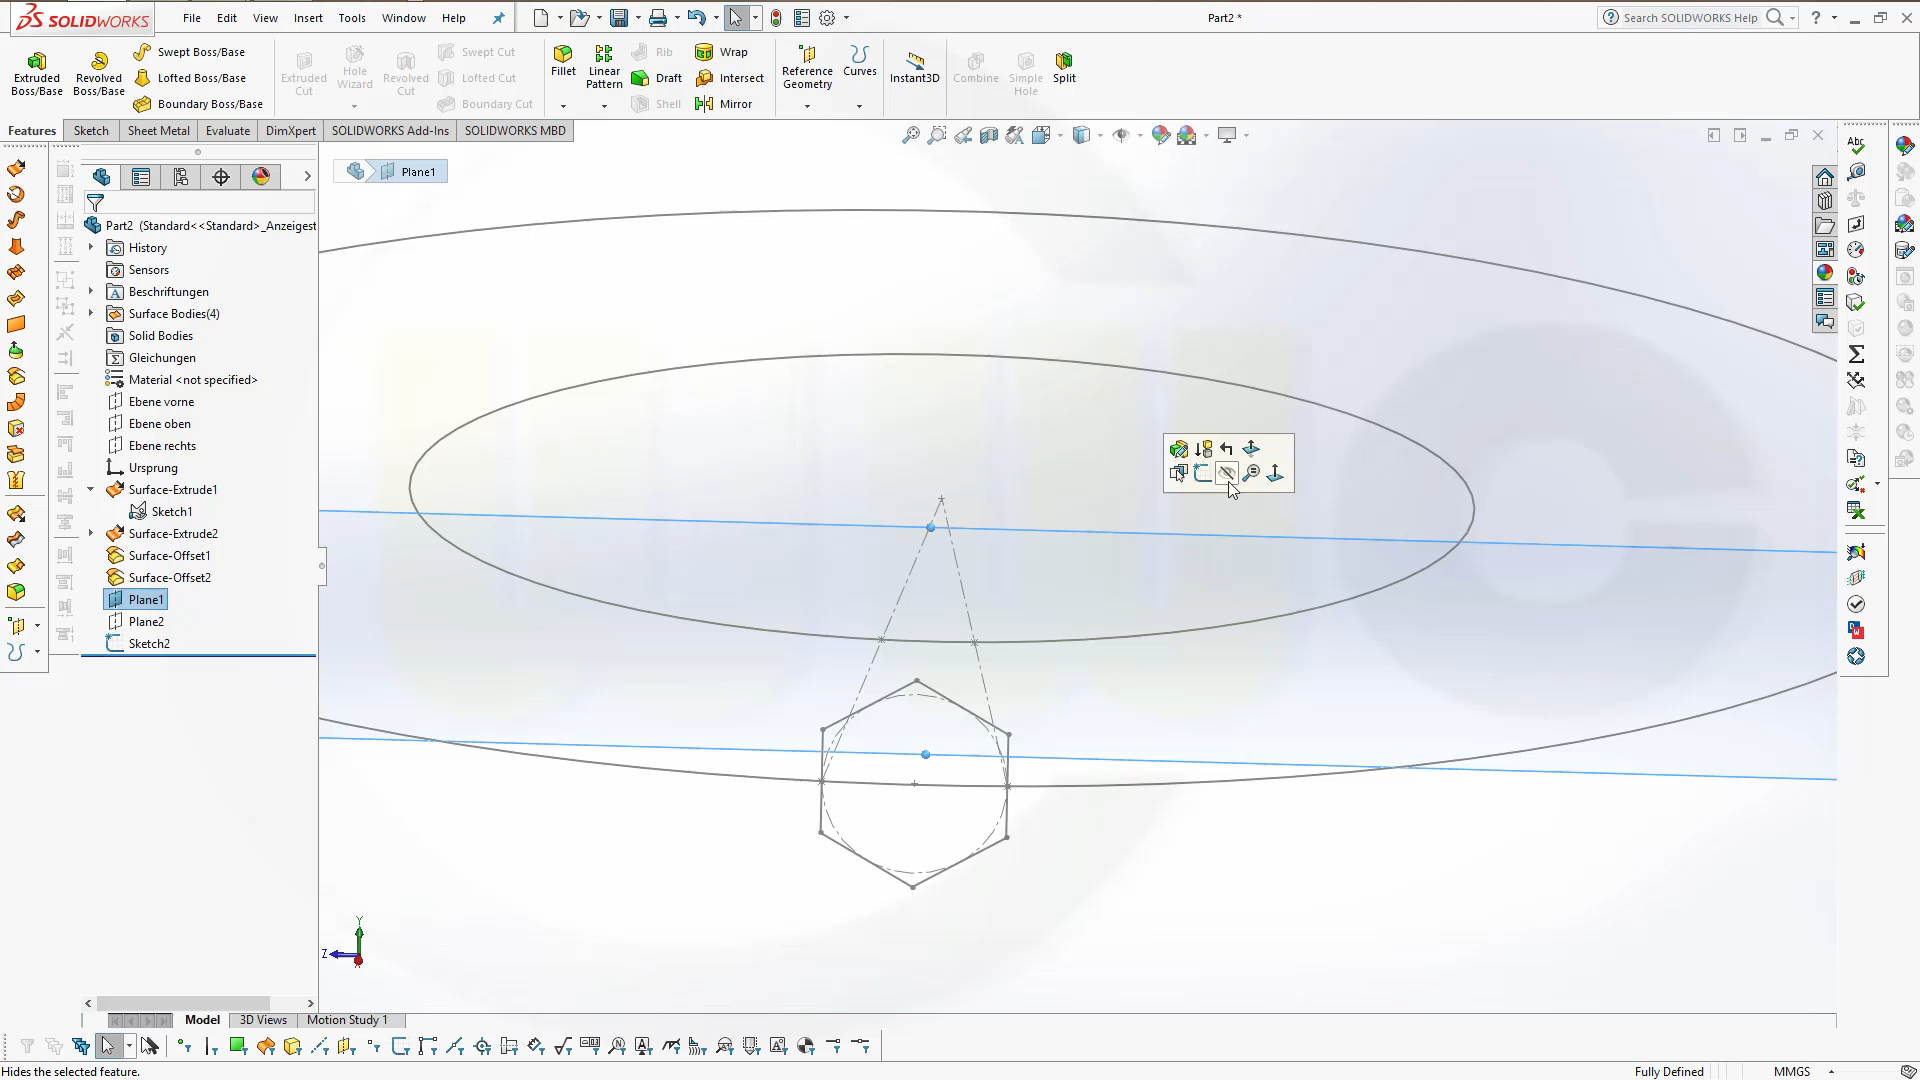 SOLIDWORKS
File Edit View Insert Tools Window Help
Part2 *
Search SOLIDWORKS Help
Extruded Boss/Base
Revolved Boss/Base
Swept Boss/Base
Lofted Boss/Base
Boundary Boss/Base
Extruded Cut
Hole Wizard
Revolved Cut
Swept Cut
Lofted Cut
Boundary Cut
Fillet
Linear Pattern
Rib
Draft
Shell
Wrap
Intersect
Mirror
Reference Geometry
Curves
Instant3D
Combine
Simple Hole
Split
Features Sketch Sheet Metal Evaluate DimXpert SOLIDWORKS Add-Ins SOLIDWORKS MBD
Plane1
Part2 (Standard<<Standard>_Anzeigest
History
Sensors
Beschriftungen
Surface Bodies(4)
Solid Bodies
Gleichungen
Material <not specified>
Ebene vorne
Ebene oben
Ebene rechts
Ursprung
Surface-Extrude1
Sketch1
Surface-Extrude2
Surface-Offset1
Surface-Offset2
Plane1
Plane2
Sketch2
Y
Z
Model 3D Views Motion Study 1
Hides the selected feature.
Fully Defined
MMGS